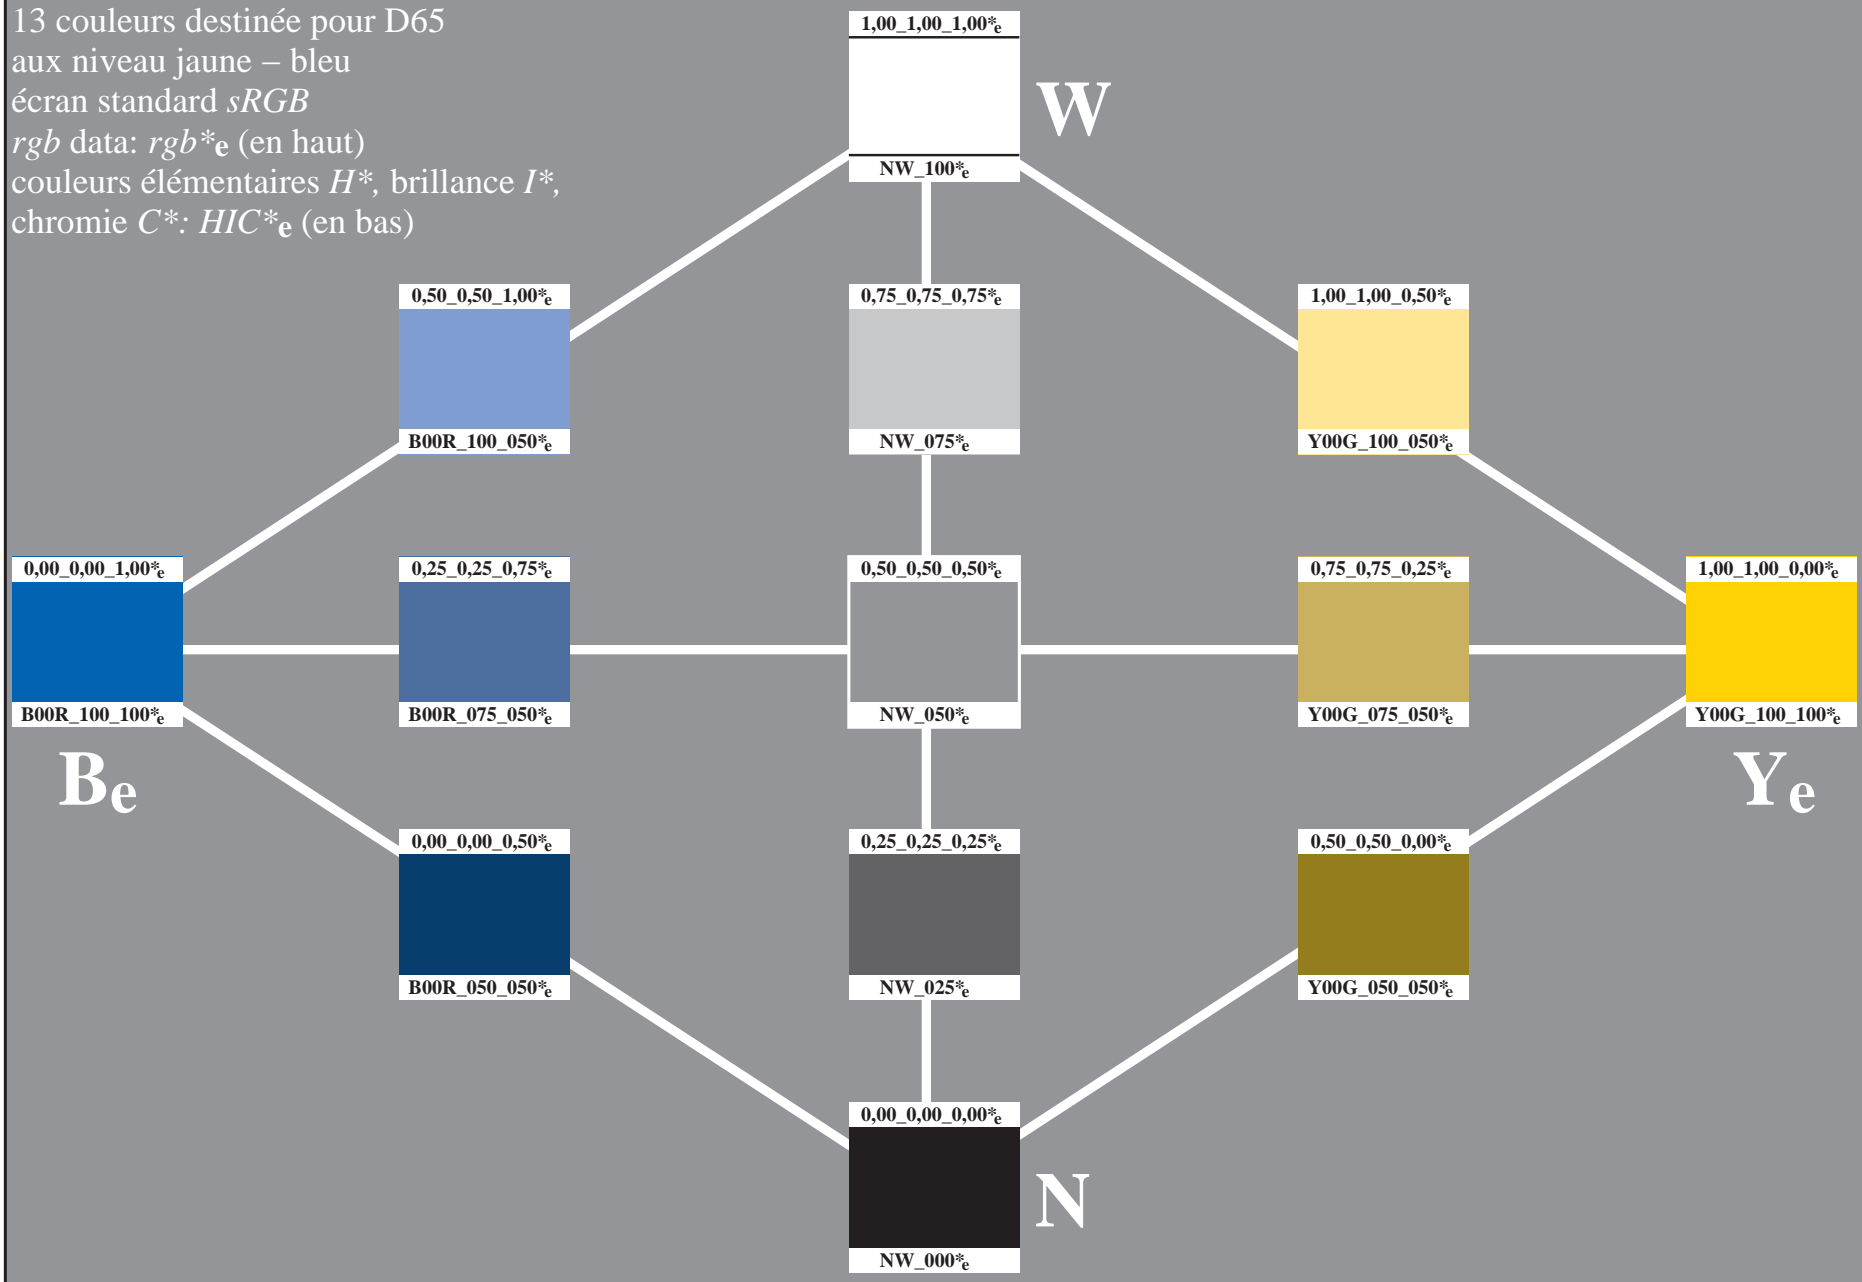 13 couleurs destinée pour D65
aux niveau jaune – bleu
écran standard sRGB
rgb data: rgb*e (en haut)
couleurs élémentaires H*, brillance I*,
chromie C*: HIC*e (en bas)
1,00_1,00_1,00*e
W
NW_100*e
0,50_0,50_1,00*e
B00R_100_050*e
0,75_0,75_0,75*e
NW_075*e
1,00_1,00_0,50*e
Y00G_100_050*e
0,00_0,00_1,00*e
B00R_100_100*e
Be
0,25_0,25_0,75*e
B00R_075_050*e
0,50_0,50_0,50*e
NW_050*e
0,75_0,75_0,25*e
Y00G_075_050*e
1,00_1,00_0,00*e
Y00G_100_100*e
Ye
0,00_0,00_0,50*e
B00R_050_050*e
0,25_0,25_0,25*e
NW_025*e
0,50_0,50_0,00*e
Y00G_050_050*e
0,00_0,00_0,00*e
N
NW_000*e